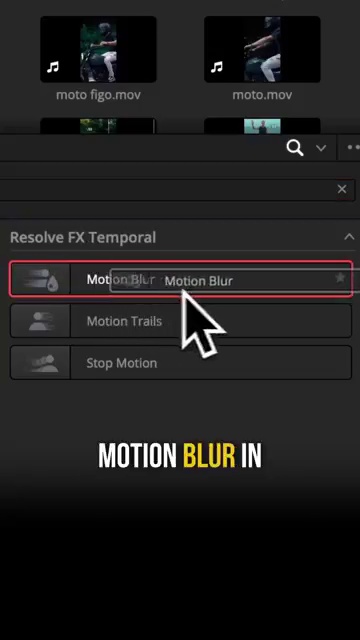 moto figo.mov
moto.mov
Resolve FX Temporal
Motion Blur
Motion Blur
Motion Trails
Stop Motion
MOTION BLUR IN